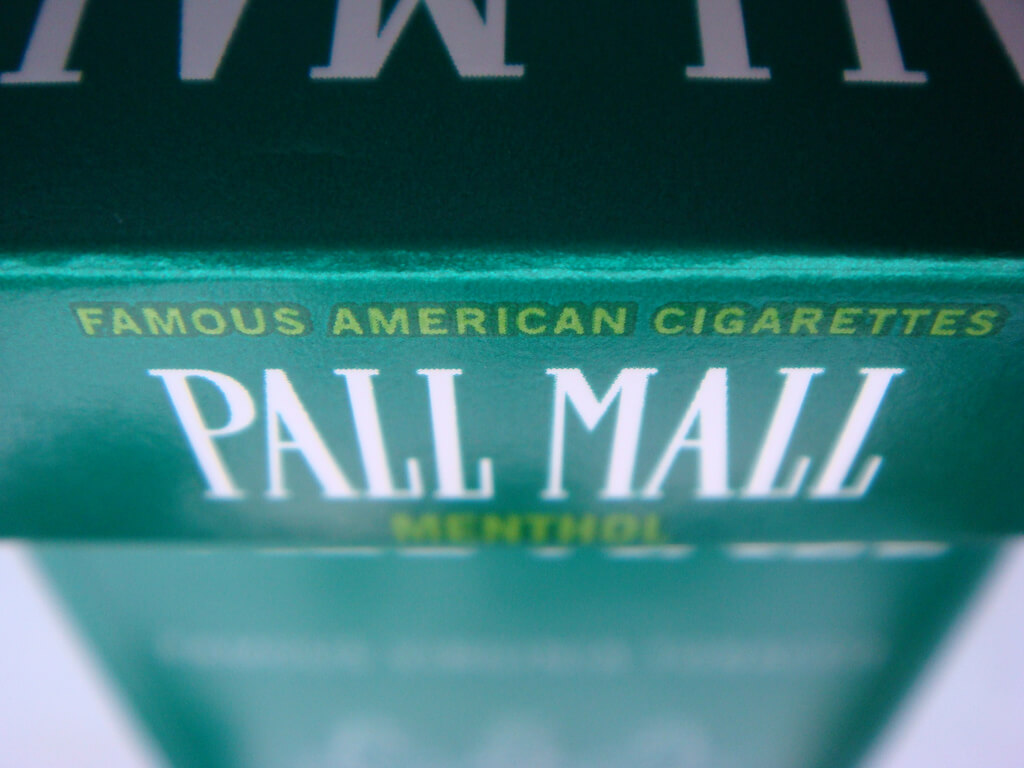 FAMOUS AMERICAN CIGARETTES
PALL MALL
MENTHOL